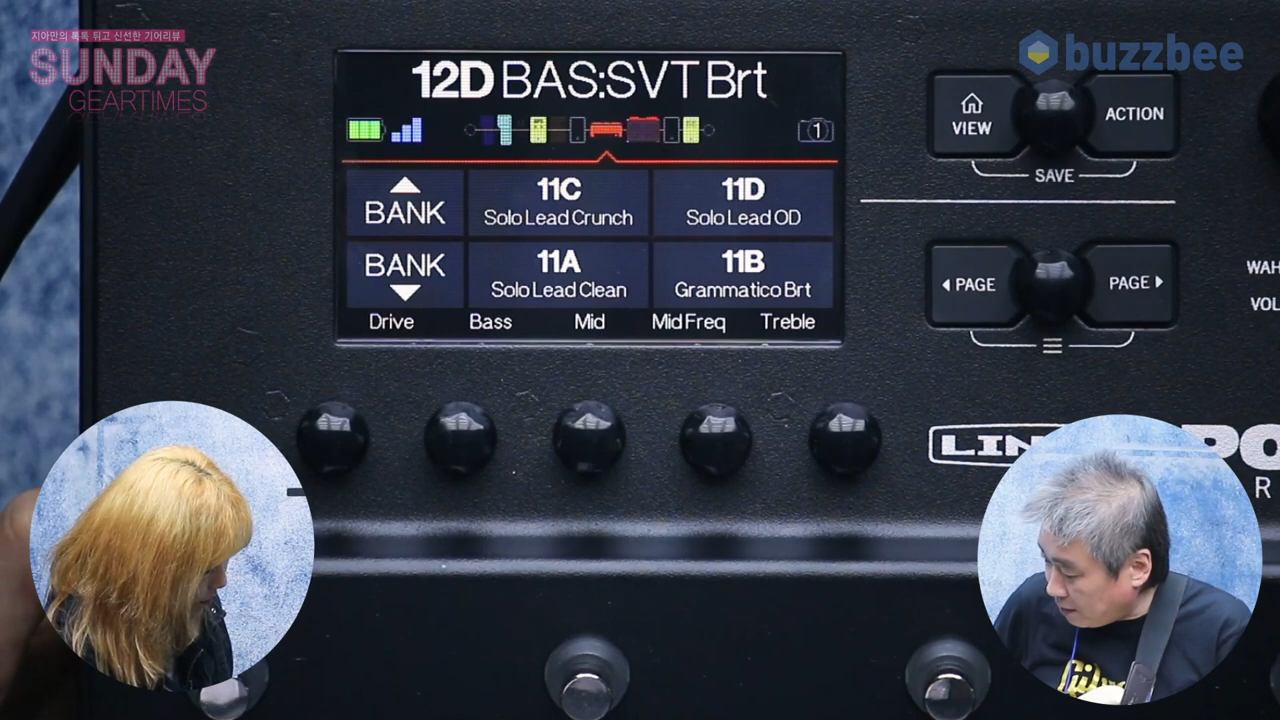 지아만의 톡톡 튀고 신선한 기어리뷰
SUNDAY
GEARTIMES
buzzbee
12D BAS:SVT Brt
1
BANK
11C
Solo Lead Crunch
11D
Solo Lead OD
BANK
11A
Solo Lead Clean
11B
Grammatico Brt
Drive Bass Mid Mid Freq Treble
VIEW
ACTION
SAVE
PAGE
PAGE
WAH
VOL
LIN
PO
R